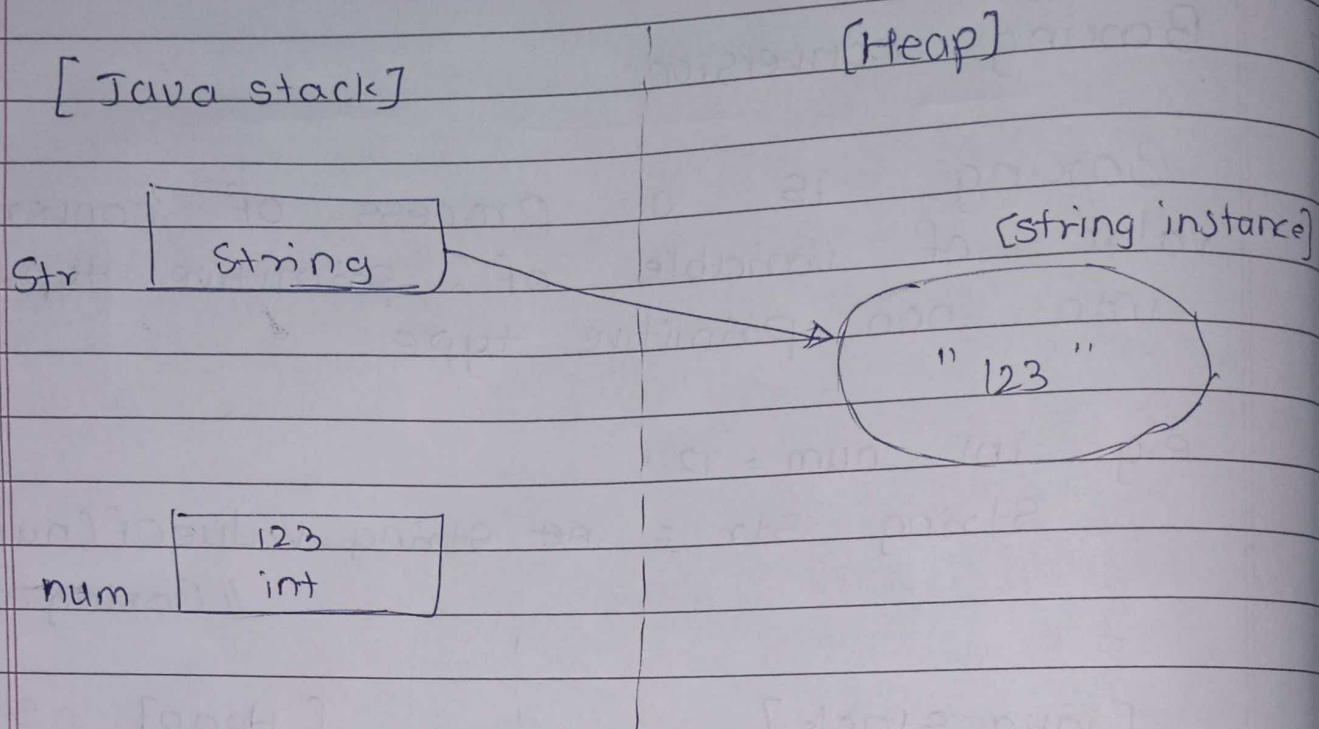 [Java stack]
[Heap]
[string instance]
Str
String
" 123 "
123
num
int